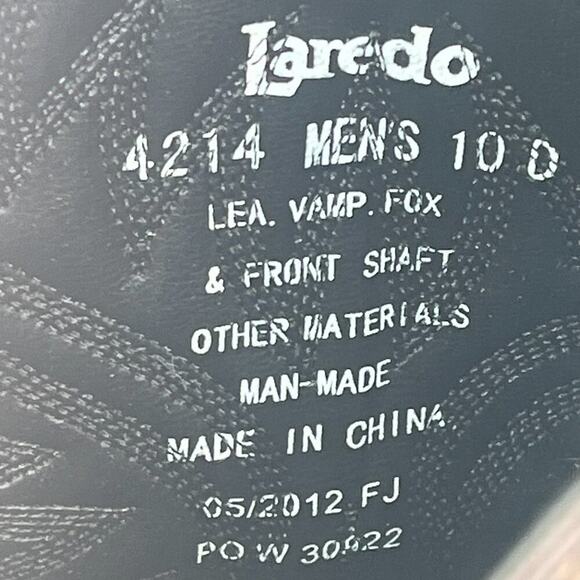 Laredo
4214 MEN'S 10 D
LEA. VAMP. FOX
& FRONT SHAFT
OTHER MATERIALS
MAN-MADE
MADE IN CHINA
05/2012 FJ
PO W